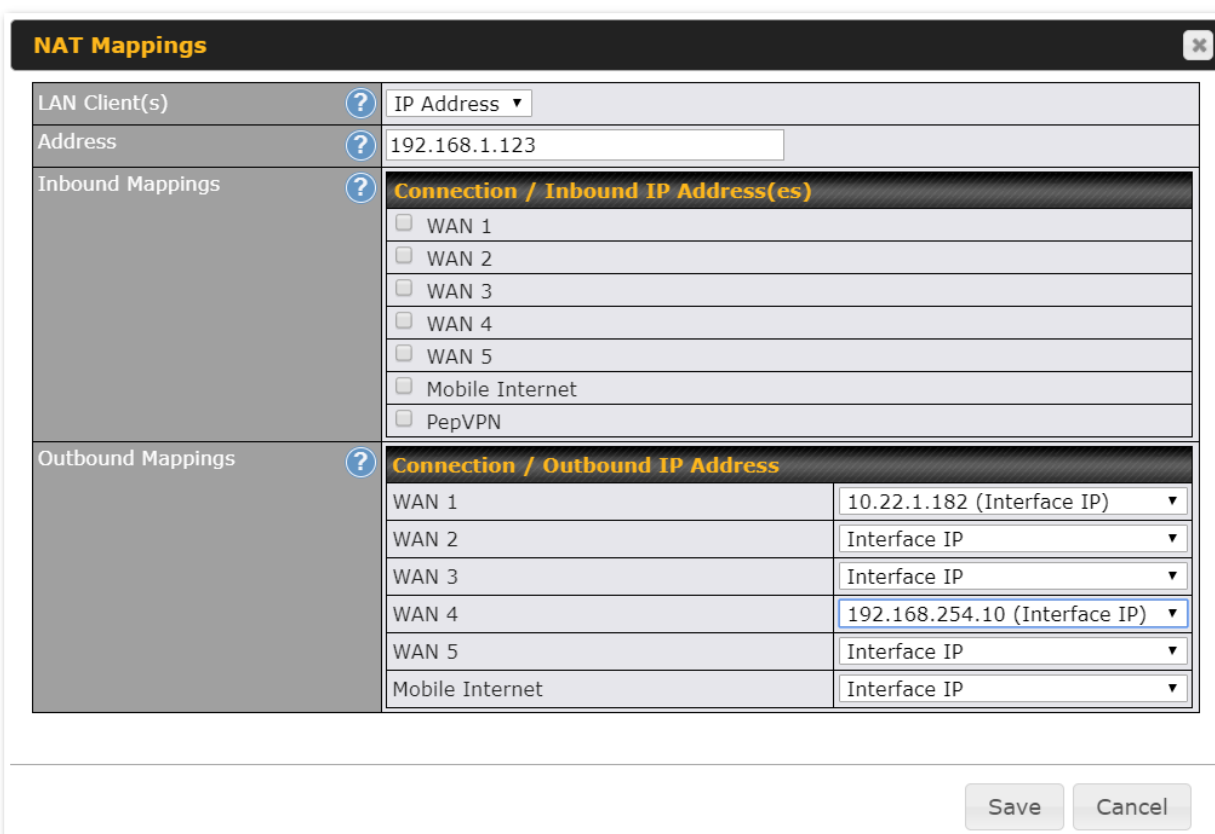 NAT Mappings
LAN Client(s) ? IP Address
Address ? 192.168.1.123
Inbound Mappings ? Connection / Inbound IP Address(es)
WAN 1
WAN 2
WAN 3
WAN 4
WAN 5
Mobile Internet
PepVPN
Outbound Mappings ? Connection / Outbound IP Address
WAN 1 10.22.1.182 (Interface IP)
WAN 2 Interface IP
WAN 3 Interface IP
WAN 4 192.168.254.10 (Interface IP)
WAN 5 Interface IP
Mobile Internet Interface IP
Save Cancel